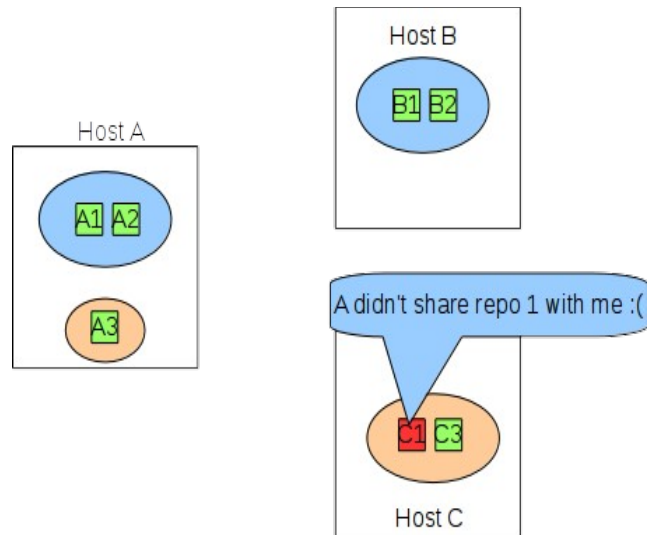 Host B
B1 B2
Host A
A1 A2
A3
A didn't share repo 1 with me :(
C1 C3
Host C